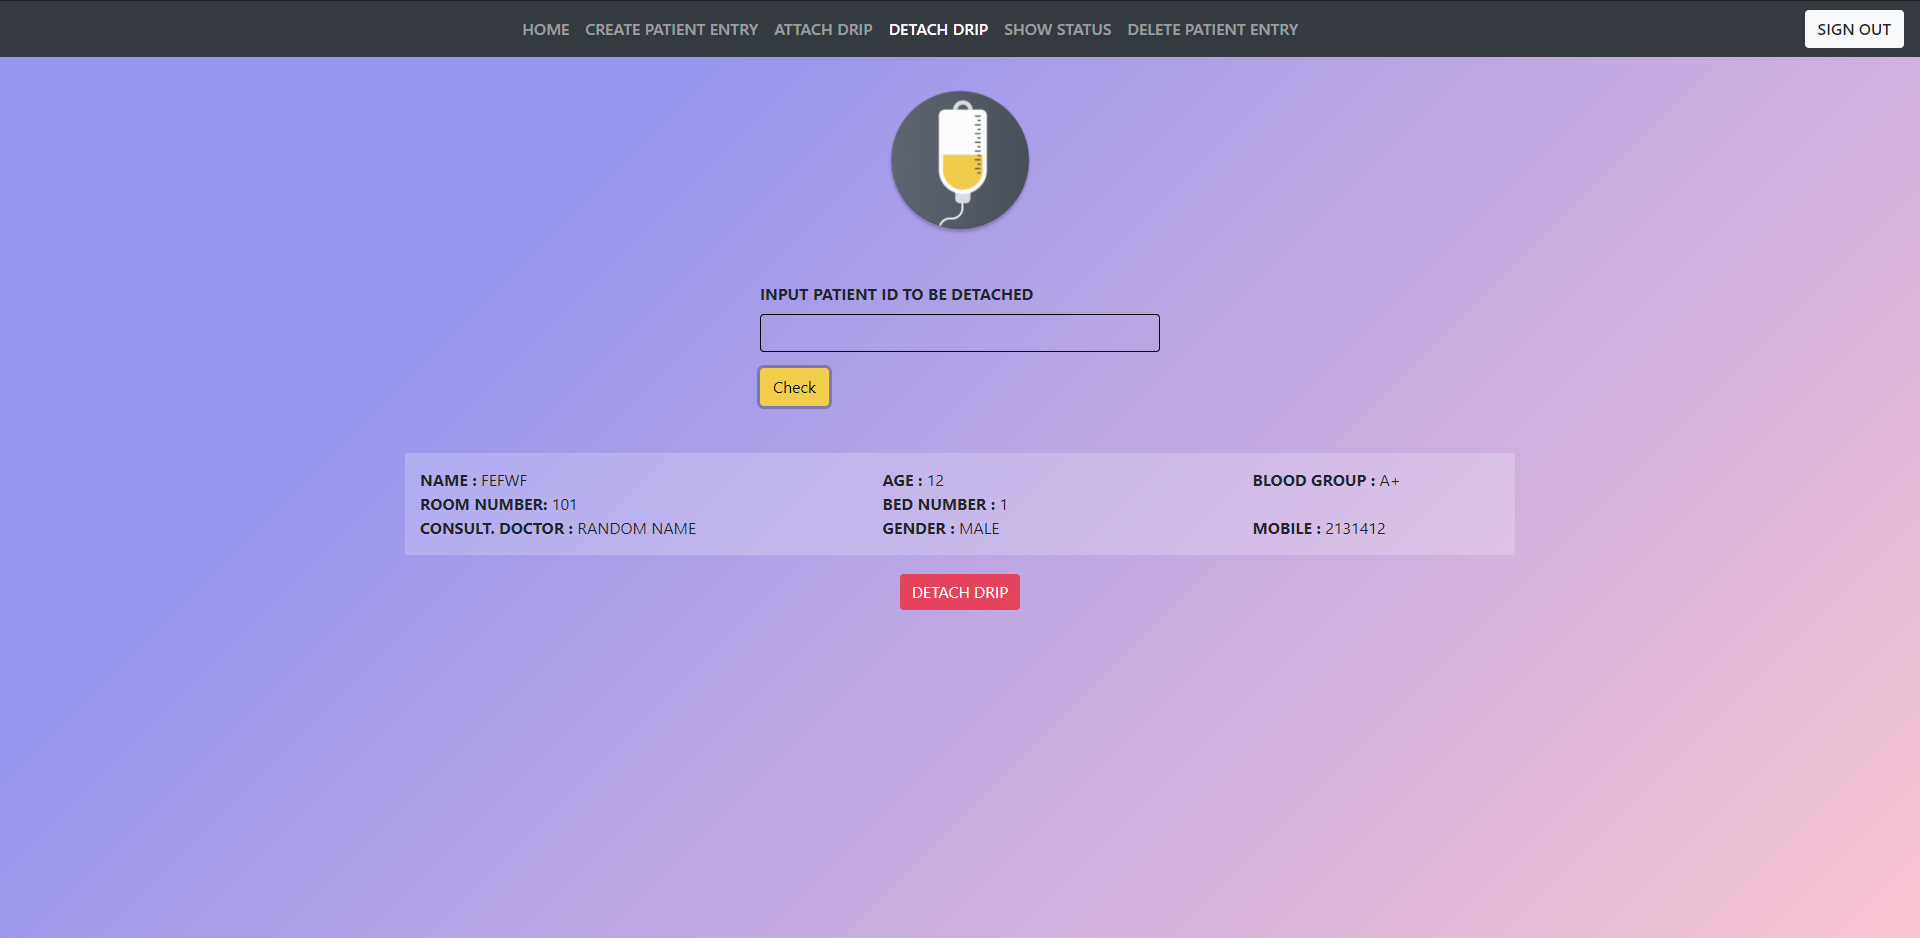 HOME CREATE PATIENT ENTRY ATTACH DRIP DETACH DRIP SHOW STATUS DELETE PATIENT ENTRY SIGN OUT
INPUT PATIENT ID TO BE DETACHED
Check
NAME : FEFWF AGE : 12 BLOOD GROUP : A+
ROOM NUMBER: 101 BED NUMBER : 1
CONSULT. DOCTOR : RANDOM NAME GENDER : MALE MOBILE : 2131412
DETACH DRIP